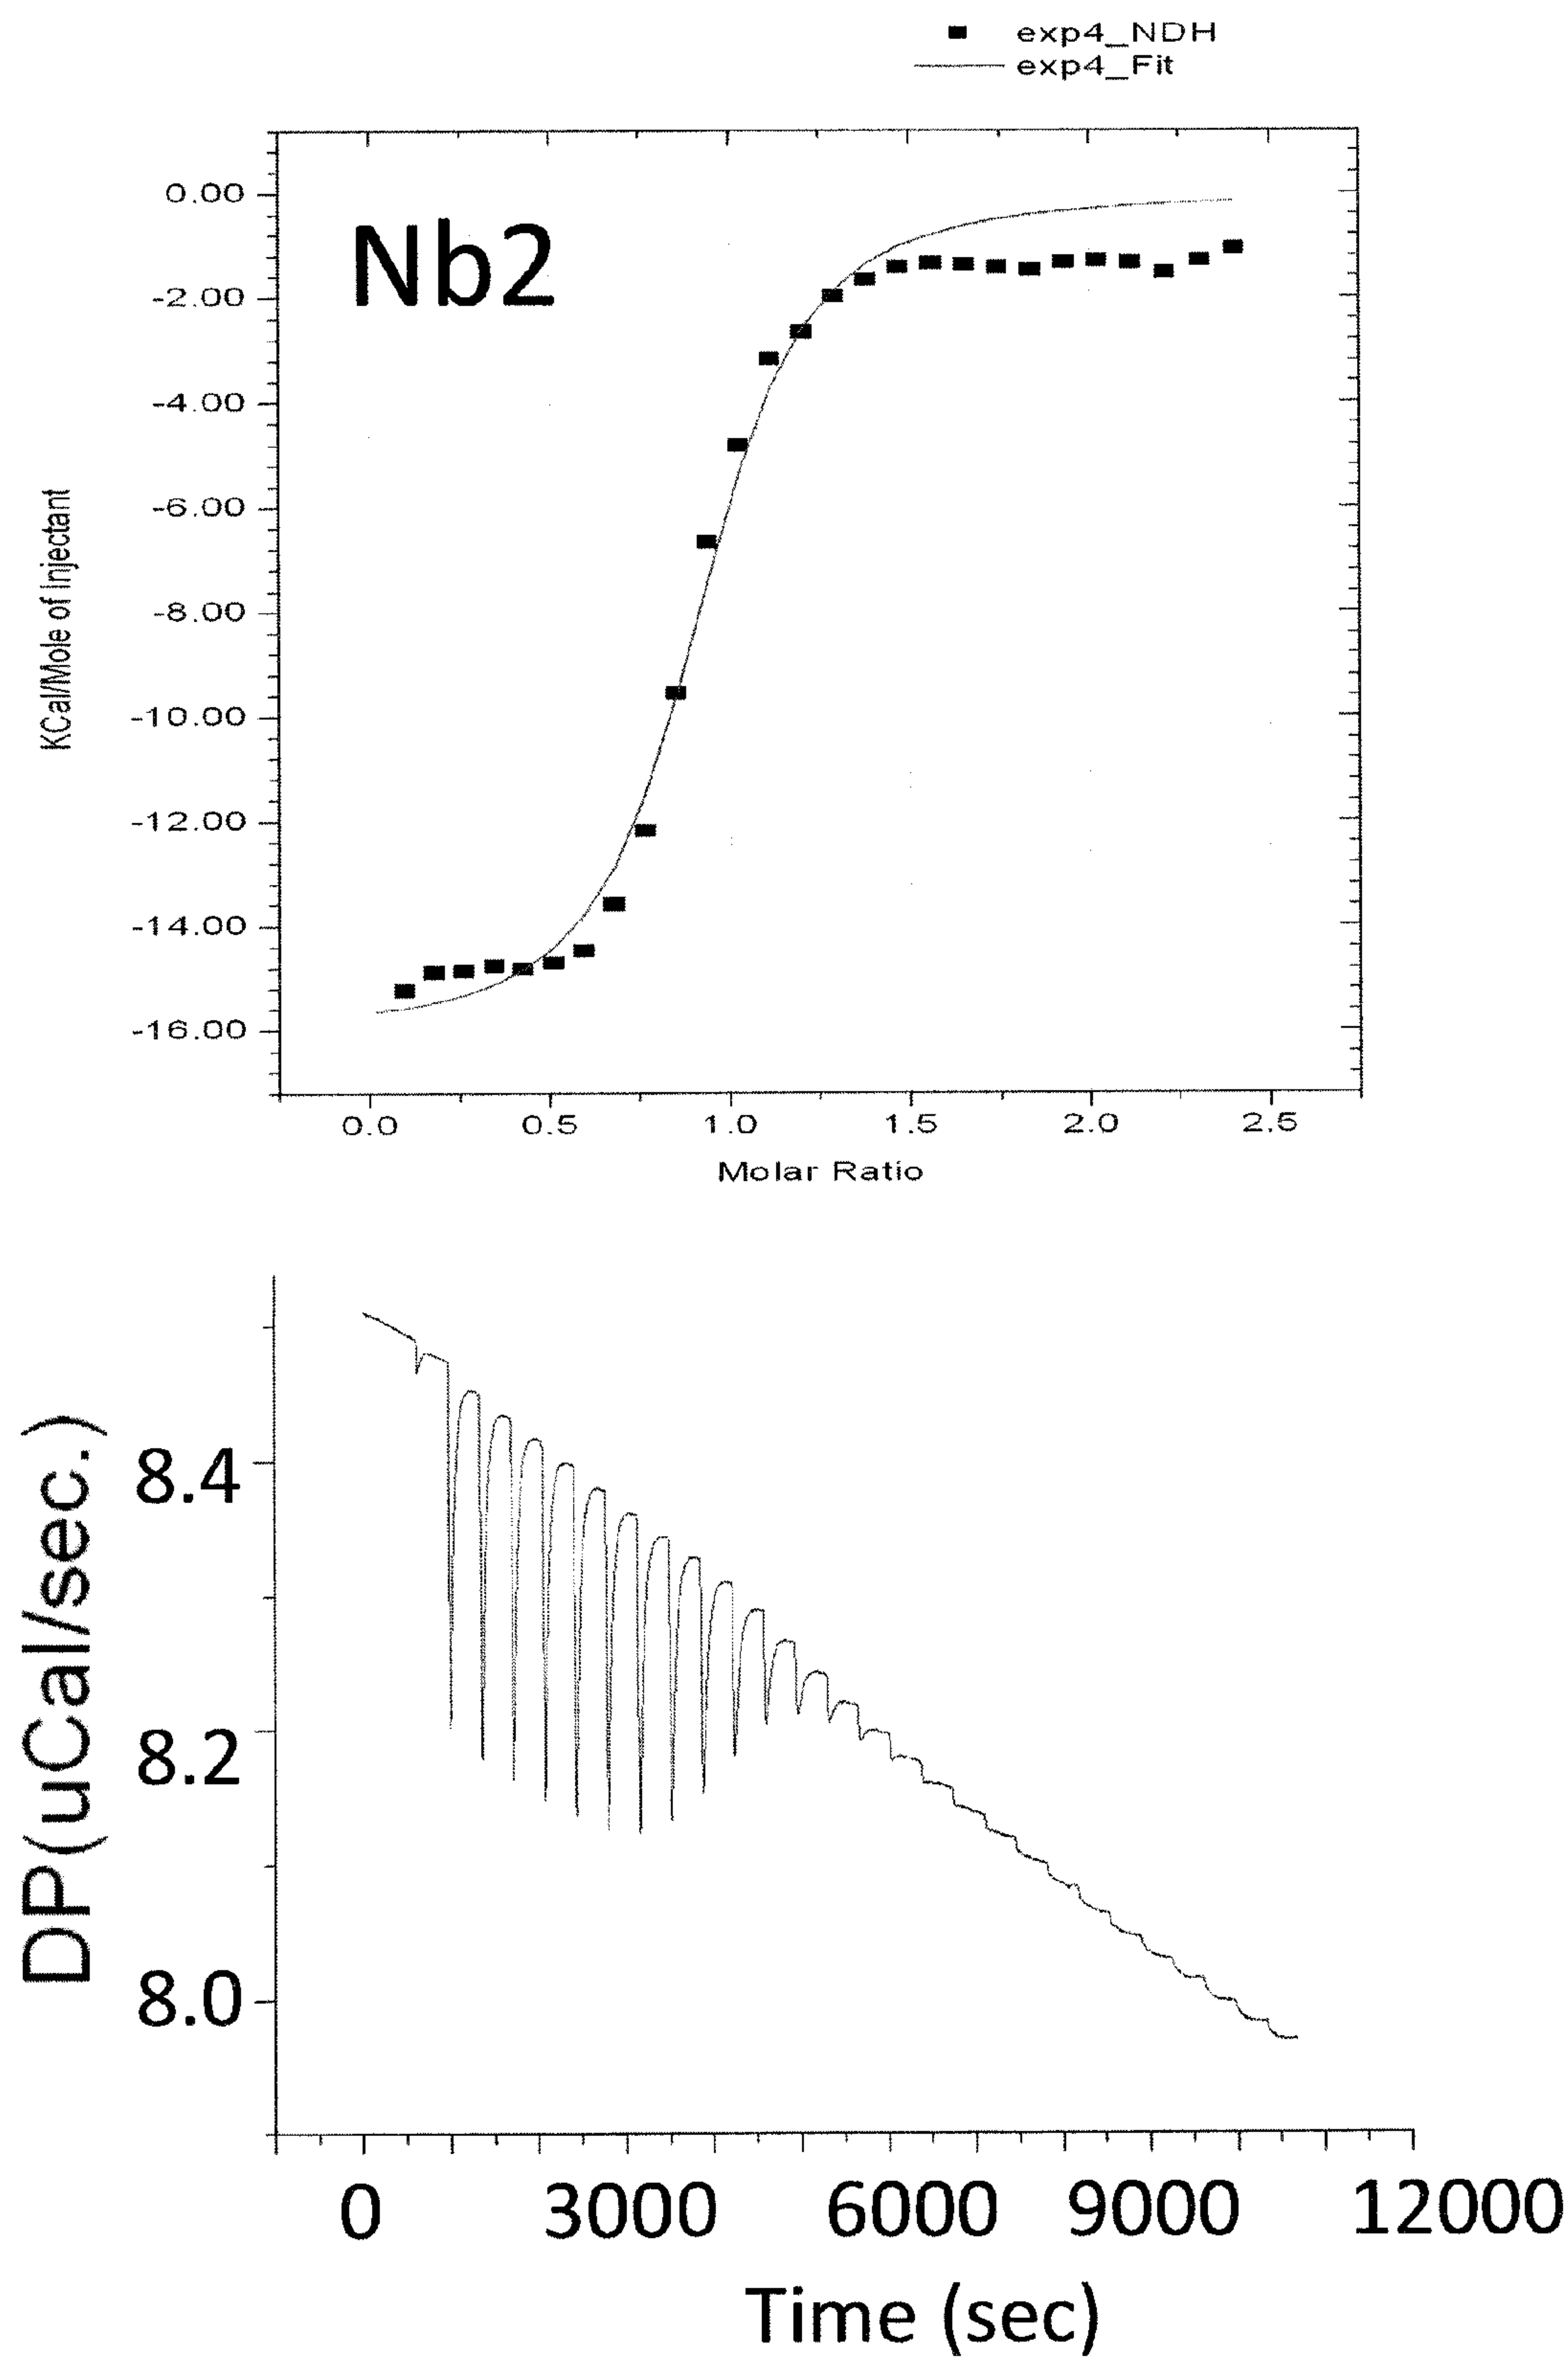 exp4_NDH
exp4_Fit
Nb2
KCal/Mole of Injectant
0.00
-2.00
-4.00
-6.00
-8.00
-10.00
-12.00
-14.00
-16.00
0.0 0.5 1.0 1.5 2.0 2.5
Molar Ratio
DP(uCal/sec.)
8.4
8.2
8.0
0 3000 6000 9000 12000
Time (sec)